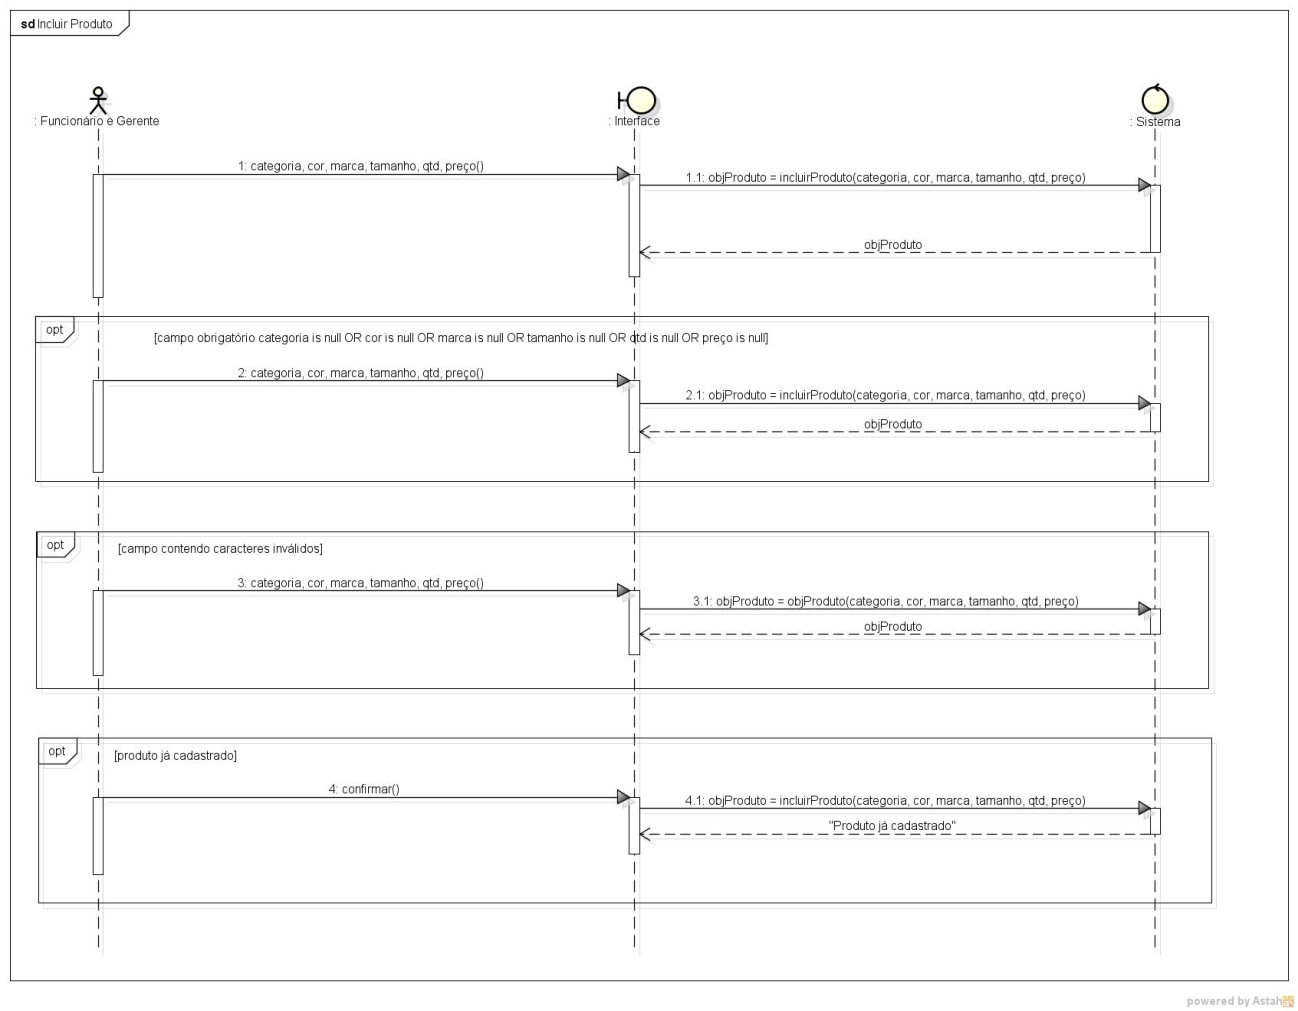 sd Incluir Produto
: Funcionário e Gerente
: Interface
: Sistema
1: categoria, cor, marca, tamanho, qtd, preço()
1.1: objProduto = incluirProduto(categoria, cor, marca, tamanho, qtd, preço)
objProduto
opt
[campo obrigatório categoria is null OR cor is null OR marca is null OR tamanho is null OR qtd is null OR preço is null]
2: categoria, cor, marca, tamanho, qtd, preço()
2.1: objProduto = incluirProduto(categoria, cor, marca, tamanho, qtd, preço)
objProduto
opt
[campo contendo caracteres inválidos]
3: categoria, cor, marca, tamanho, qtd, preço()
3.1: objProduto = objProduto(categoria, cor, marca, tamanho, qtd, preço)
objProduto
opt
[produto já cadastrado]
4: confirmar()
4.1: objProduto = incluirProduto(categoria, cor, marca, tamanho, qtd, preço)
"Produto já cadastrado"
powered by Astah